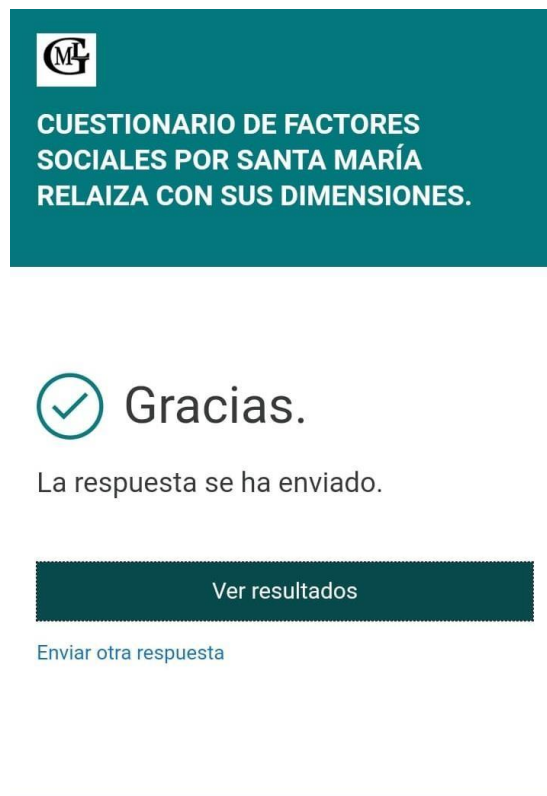 GML
CUESTIONARIO DE FACTORES
SOCIALES POR SANTA MARÍA
RELAIZA CON SUS DIMENSIONES.
Gracias.
La respuesta se ha enviado.
Ver resultados
Enviar otra respuesta